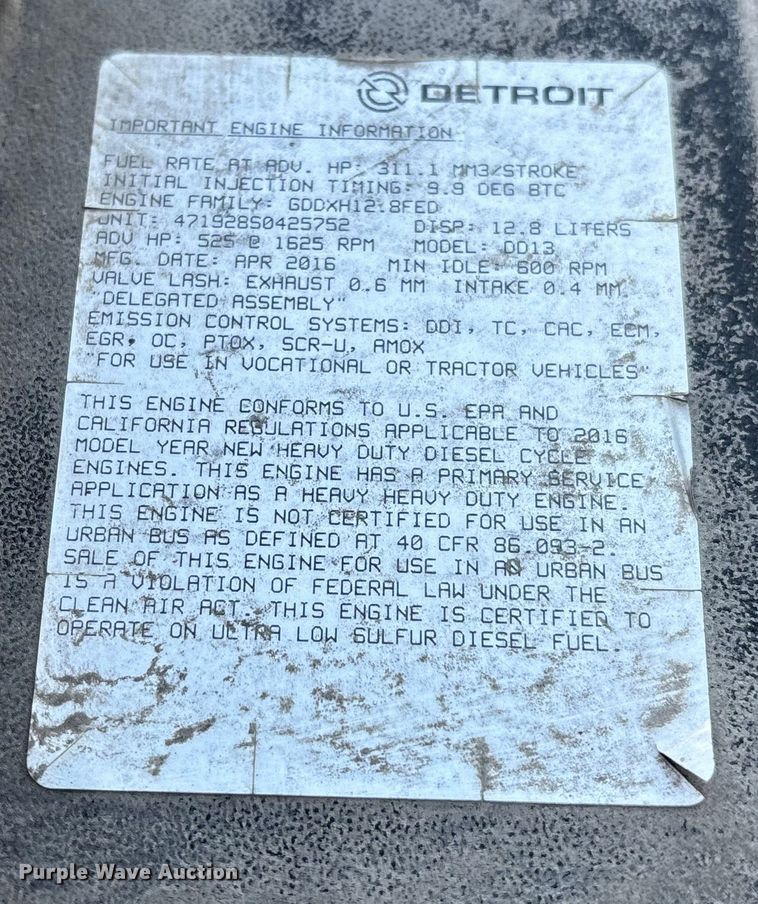 DETROIT
IMPORTANT ENGINE INFORMATION
FUEL RATE AT ADV. HP: 311.1 MM3/STROKE
INITIAL INJECTION TIMING: 9.9 DEG BTC
ENGINE FAMILY: GDDXH12.8FED
UNIT: 471928S0425752 DISP: 12.8 LITERS
ADV HP: 525 @ 1625 RPM MODEL: DD13
MFG. DATE: APR 2016 MIN IDLE: 600 RPM
VALVE LASH: EXHAUST 0.6 MM INTAKE 0.4 MM
"DELEGATED ASSEMBLY"
EMISSION CONTROL SYSTEMS: DDI, TC, CAC, ECM,
EGR, OC, PTOX, SCR-U, AMOX
"FOR USE IN VOCATIONAL OR TRACTOR VEHICLES"
THIS ENGINE CONFORMS TO U.S. EPA AND
CALIFORNIA REGULATIONS APPLICABLE TO 2016
MODEL YEAR NEW HEAVY DUTY DIESEL CYCLE
ENGINES. THIS ENGINE HAS A PRIMARY SERVICE
APPLICATION AS A HEAVY HEAVY DUTY ENGINE.
THIS ENGINE IS NOT CERTIFIED FOR USE IN AN
URBAN BUS AS DEFINED AT 40 CFR 86.093-2.
SALE OF THIS ENGINE FOR USE IN AN URBAN BUS
IS A VIOLATION OF FEDERAL LAW UNDER THE
CLEAN AIR ACT. THIS ENGINE IS CERTIFIED TO
OPERATE ON ULTRA LOW SULFUR DIESEL FUEL.
Purple Wave Auction